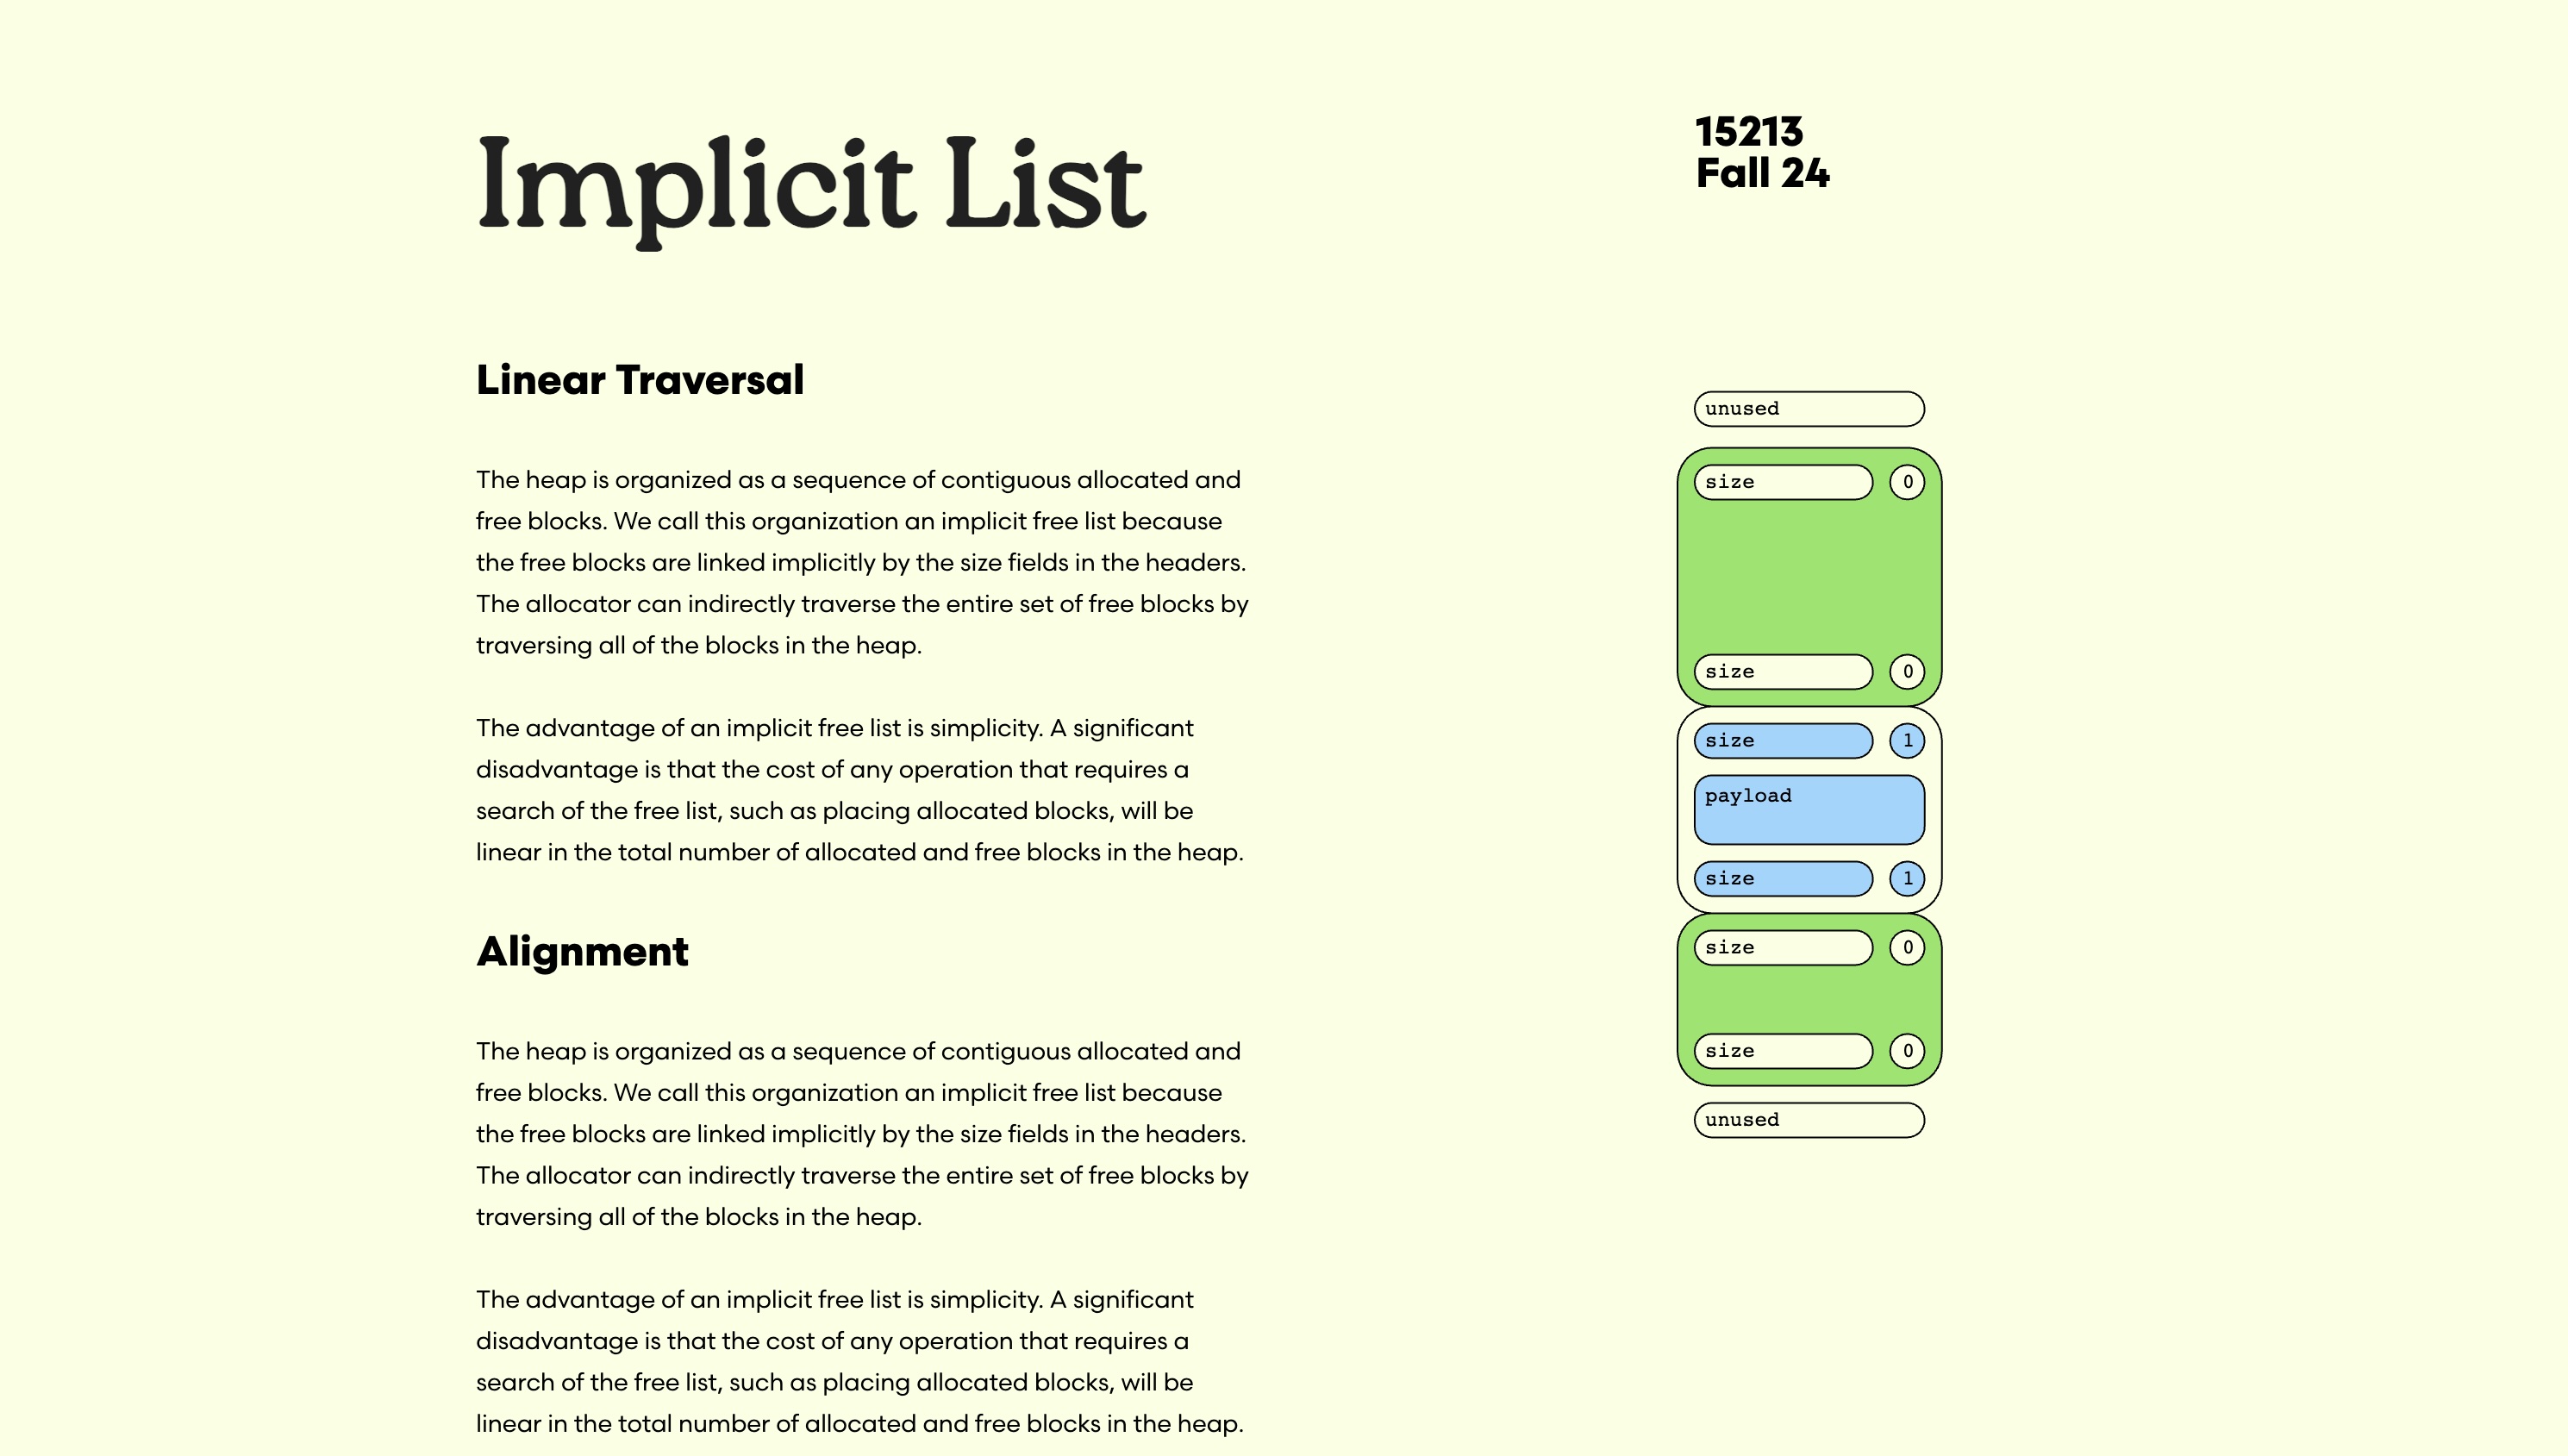 Implicit List
15213
Fall 24
Linear Traversal
The heap is organized as a sequence of contiguous allocated and
free blocks. We call this organization an implicit free list because
the free blocks are linked implicitly by the size fields in the headers.
The allocator can indirectly traverse the entire set of free blocks by
traversing all of the blocks in the heap.
The advantage of an implicit free list is simplicity. A significant
disadvantage is that the cost of any operation that requires a
search of the free list, such as placing allocated blocks, will be
linear in the total number of allocated and free blocks in the heap.
Alignment
The heap is organized as a sequence of contiguous allocated and
free blocks. We call this organization an implicit free list because
the free blocks are linked implicitly by the size fields in the headers.
The allocator can indirectly traverse the entire set of free blocks by
traversing all of the blocks in the heap.
The advantage of an implicit free list is simplicity. A significant
disadvantage is that the cost of any operation that requires a
search of the free list, such as placing allocated blocks, will be
linear in the total number of allocated and free blocks in the heap.
unused
size 0
size 0
size 1
payload
size 1
size 0
size 0
unused